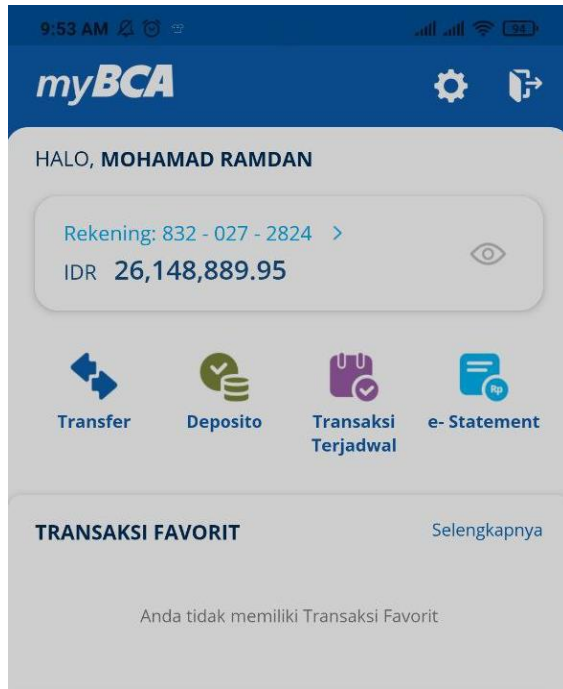 9:53 AM
94
myBCA
HALO, MOHAMAD RAMDAN
Rekening: 832 - 027 - 2824 >
IDR 26,148,889.95
Rp
Transfer Deposito Transaksi Terjadwal e- Statement
TRANSAKSI FAVORIT Selengkapnya
Anda tidak memiliki Transaksi Favorit